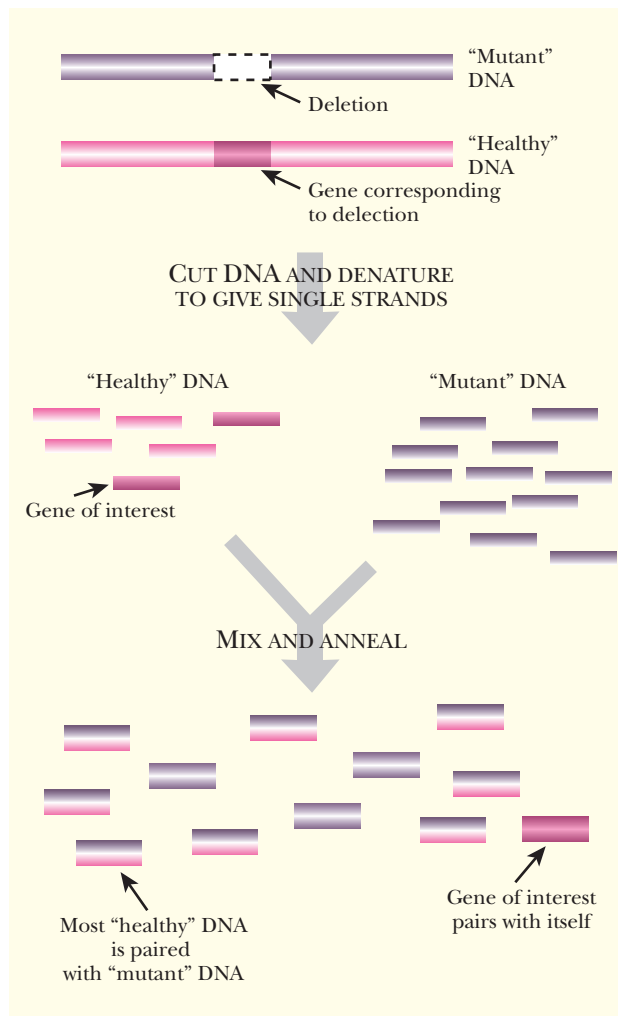 “Mutant”
DNA
Deletion
“Healthy”
DNA
Gene corresponding
to delection
CUT DNA AND DENATURE
TO GIVE SINGLE STRANDS
“Healthy” DNA
“Mutant” DNA
Gene of interest
MIX AND ANNEAL
Most “healthy” DNA
is paired
with “mutant” DNA
Gene of interest
pairs with itself